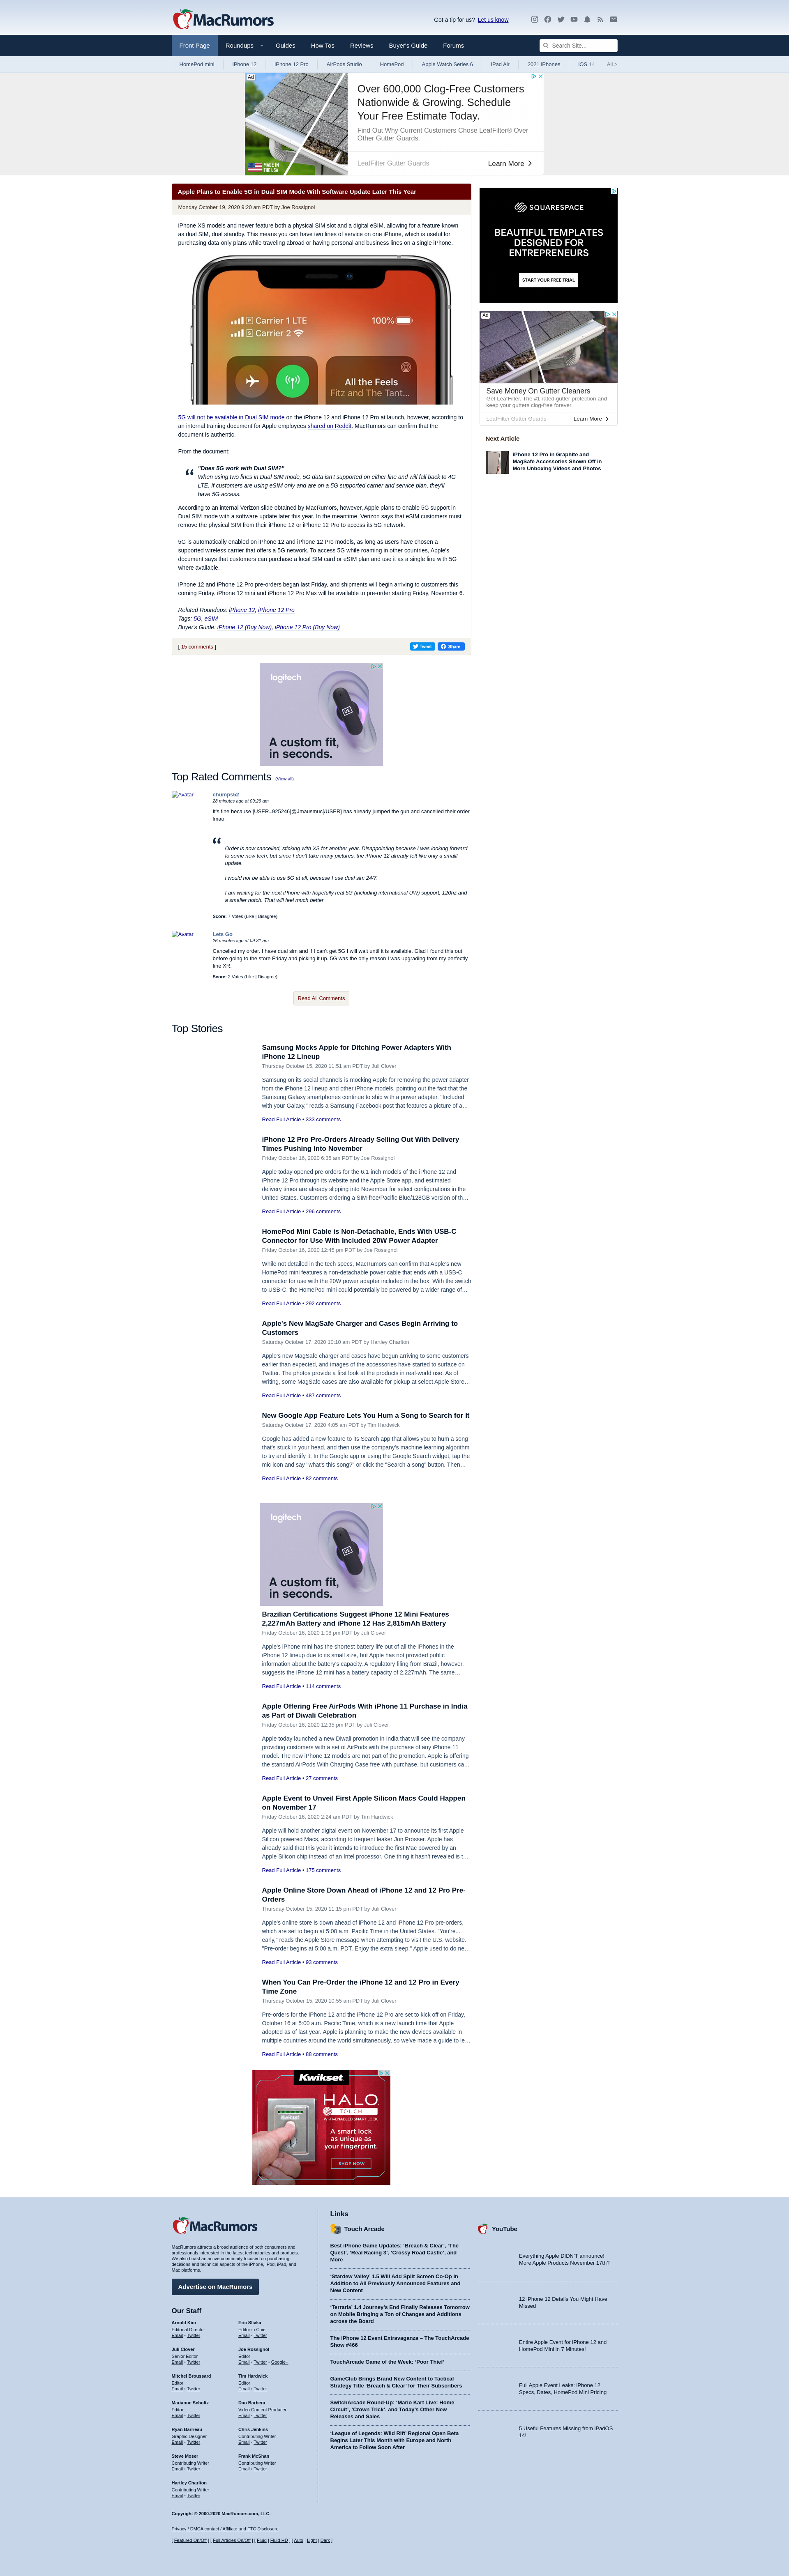 MacRumors
Got a tip for us? Let us know
Front Page
Roundups
Guides
How Tos
Reviews
Buyer's Guide
Forums
Search Site...
HomePod mini
iPhone 12
iPhone 12 Pro
AirPods Studio
HomePod
Apple Watch Series 6
iPad Air
2021 iPhones
iOS 14
All >
Ad
MADE IN
THE USA
Over 600,000 Clog-Free Customers
Nationwide & Growing. Schedule
Your Free Estimate Today.
Find Out Why Current Customers Chose LeafFilter® Over
Other Gutter Guards.
LeafFilter Gutter Guards
Learn More
Apple Plans to Enable 5G in Dual SIM Mode With Software Update Later This Year
Monday October 19, 2020 9:20 am PDT by Joe Rossignol
iPhone XS models and newer feature both a physical SIM slot and a digital eSIM, allowing for a feature known
as dual SIM, dual standby. This means you can have two lines of service on one iPhone, which is useful for
purchasing data-only plans while traveling abroad or having personal and business lines on a single iPhone.
P Carrier 1 LTE
W Carrier 2
100%
All the Feels
Fitz and The Tant...
5G will not be available in Dual SIM mode on the iPhone 12 and iPhone 12 Pro at launch, however, according to
an internal training document for Apple employees shared on Reddit. MacRumors can confirm that the
document is authentic.
From the document:
"Does 5G work with Dual SIM?"
When using two lines in Dual SIM mode, 5G data isn't supported on either line and will fall back to 4G
LTE. If customers are using eSIM only and are on a 5G supported carrier and service plan, they'll
have 5G access.
According to an internal Verizon slide obtained by MacRumors, however, Apple plans to enable 5G support in
Dual SIM mode with a software update later this year. In the meantime, Verizon says that eSIM customers must
remove the physical SIM from their iPhone 12 or iPhone 12 Pro to access its 5G network.
5G is automatically enabled on iPhone 12 and iPhone 12 Pro models, as long as users have chosen a
supported wireless carrier that offers a 5G network. To access 5G while roaming in other countries, Apple's
document says that customers can purchase a local SIM card or eSIM plan and use it as a single line with 5G
where available.
iPhone 12 and iPhone 12 Pro pre-orders began last Friday, and shipments will begin arriving to customers this
coming Friday. iPhone 12 mini and iPhone 12 Pro Max will be available to pre-order starting Friday, November 6.
Related Roundups: iPhone 12, iPhone 12 Pro
Tags: 5G, eSIM
Buyer's Guide: iPhone 12 (Buy Now), iPhone 12 Pro (Buy Now)
[ 15 comments ]
Tweet
Share
SQUARESPACE
BEAUTIFUL TEMPLATES
DESIGNED FOR
ENTREPRENEURS
START YOUR FREE TRIAL
Ad
Save Money On Gutter Cleaners
Get LeafFilter. The #1 rated gutter protection and
keep your gutters clog-free forever.
LeafFilter Gutter Guards
Learn More
Next Article
iPhone 12 Pro in Graphite and
MagSafe Accessories Shown Off in
More Unboxing Videos and Photos
logitech
A custom fit,
in seconds.
Top Rated Comments
(View all)
Avatar
chumps52
28 minutes ago at 09:29 am
It's fine because [USER=925246]@Jmausmuc[/USER] has already jumped the gun and cancelled their order
lmao:
Order is now cancelled, sticking with XS for another year. Disappointing because I was looking forward
to some new tech, but since I don't take many pictures, the iPhone 12 already felt like only a smalll
update.
I would not be able to use 5G at all, because I use dual sim 24/7.
I am waiting for the next iPhone with hopefully real 5G (including international UW) support, 120hz and
a smaller notch. That will feel much better
Score: 7 Votes (Like | Disagree)
Avatar
Lets Go
26 minutes ago at 09:31 am
Cancelled my order. I have dual sim and if I can't get 5G I will wait until it is available. Glad I found this out
before going to the store Friday and picking it up. 5G was the only reason I was upgrading from my perfectly
fine XR.
Score: 2 Votes (Like | Disagree)
Read All Comments
Top Stories
Samsung Mocks Apple for Ditching Power Adapters With
iPhone 12 Lineup
Thursday October 15, 2020 11:51 am PDT by Juli Clover
Samsung on its social channels is mocking Apple for removing the power adapter
from the iPhone 12 lineup and other iPhone models, pointing out the fact that the
Samsung Galaxy smartphones continue to ship with a power adapter. "Included
with your Galaxy," reads a Samsung Facebook post that features a picture of a…
Read Full Article • 333 comments
iPhone 12 Pro Pre-Orders Already Selling Out With Delivery
Times Pushing Into November
Friday October 16, 2020 6:35 am PDT by Joe Rossignol
Apple today opened pre-orders for the 6.1-inch models of the iPhone 12 and
iPhone 12 Pro through its website and the Apple Store app, and estimated
delivery times are already slipping into November for select configurations in the
United States. Customers ordering a SIM-free/Pacific Blue/128GB version of th…
Read Full Article • 296 comments
HomePod Mini Cable is Non-Detachable, Ends With USB-C
Connector for Use With Included 20W Power Adapter
Friday October 16, 2020 12:45 pm PDT by Joe Rossignol
While not detailed in the tech specs, MacRumors can confirm that Apple's new
HomePod mini features a non-detachable power cable that ends with a USB-C
connector for use with the 20W power adapter included in the box. With the switch
to USB-C, the HomePod mini could potentially be powered by a wider range of…
Read Full Article • 292 comments
Apple's New MagSafe Charger and Cases Begin Arriving to
Customers
Saturday October 17, 2020 10:10 am PDT by Hartley Charlton
Apple's new MagSafe charger and cases have begun arriving to some customers
earlier than expected, and images of the accessories have started to surface on
Twitter. The photos provide a first look at the products in real-world use. As of
writing, some MagSafe cases are also available for pickup at select Apple Store…
Read Full Article • 487 comments
New Google App Feature Lets You Hum a Song to Search for It
Saturday October 17, 2020 4:05 am PDT by Tim Hardwick
Google has added a new feature to its Search app that allows you to hum a song
that's stuck in your head, and then use the company's machine learning algorithm
to try and identify it. In the Google app or using the Google Search widget, tap the
mic icon and say "what's this song?" or click the "Search a song" button. Then…
Read Full Article • 82 comments
logitech
A custom fit,
in seconds.
Brazilian Certifications Suggest iPhone 12 Mini Features
2,227mAh Battery and iPhone 12 Has 2,815mAh Battery
Friday October 16, 2020 1:08 pm PDT by Juli Clover
Apple's iPhone mini has the shortest battery life out of all the iPhones in the
iPhone 12 lineup due to its small size, but Apple has not provided public
information about the battery's capacity. A regulatory filing from Brazil, however,
suggests the iPhone 12 mini has a battery capacity of 2,227mAh. The same…
Read Full Article • 114 comments
Apple Offering Free AirPods With iPhone 11 Purchase in India
as Part of Diwali Celebration
Friday October 16, 2020 12:35 pm PDT by Juli Clover
Apple today launched a new Diwali promotion in India that will see the company
providing customers with a set of AirPods with the purchase of any iPhone 11
model. The new iPhone 12 models are not part of the promotion. Apple is offering
the standard AirPods With Charging Case free with purchase, but customers ca…
Read Full Article • 27 comments
Apple Event to Unveil First Apple Silicon Macs Could Happen
on November 17
Friday October 16, 2020 2:24 am PDT by Tim Hardwick
Apple will hold another digital event on November 17 to announce its first Apple
Silicon powered Macs, according to frequent leaker Jon Prosser. Apple has
already said that this year it intends to introduce the first Mac powered by an
Apple Silicon chip instead of an Intel processor. One thing it hasn't revealed is t…
Read Full Article • 175 comments
Apple Online Store Down Ahead of iPhone 12 and 12 Pro Pre-
Orders
Thursday October 15, 2020 11:15 pm PDT by Juli Clover
Apple's online store is down ahead of iPhone 12 and iPhone 12 Pro pre-orders,
which are set to begin at 5:00 a.m. Pacific Time in the United States. "You're...
early," reads the Apple Store message when attempting to visit the U.S. website.
"Pre-order begins at 5:00 a.m. PDT. Enjoy the extra sleep." Apple used to do ne…
Read Full Article • 93 comments
When You Can Pre-Order the iPhone 12 and 12 Pro in Every
Time Zone
Thursday October 15, 2020 10:55 am PDT by Juli Clover
Pre-orders for the iPhone 12 and the iPhone 12 Pro are set to kick off on Friday,
October 16 at 5:00 a.m. Pacific Time, which is a new launch time that Apple
adopted as of last year. Apple is planning to make the new devices available in
multiple countries around the world simultaneously, so we've made a guide to le…
Read Full Article • 88 comments
Kwikset
HALO
TOUCH
WI-FI ENABLED SMART LOCK
A smart lock
as unique as
your fingerprint.
SHOP NOW
MacRumors
MacRumors attracts a broad audience of both consumers and
professionals interested in the latest technologies and products.
We also boast an active community focused on purchasing
decisions and technical aspects of the iPhone, iPod, iPad, and
Mac platforms.
Advertise on MacRumors
Our Staff
Arnold Kim
Editorial Director
Email - Twitter
Eric Slivka
Editor in Chief
Email - Twitter
Juli Clover
Senior Editor
Email - Twitter
Joe Rossignol
Editor
Email - Twitter - Google+
Mitchel Broussard
Editor
Email - Twitter
Tim Hardwick
Editor
Email - Twitter
Marianne Schultz
Editor
Email - Twitter
Dan Barbera
Video Content Producer
Email - Twitter
Ryan Barrieau
Graphic Designer
Email - Twitter
Chris Jenkins
Contributing Writer
Email - Twitter
Steve Moser
Contributing Writer
Email - Twitter
Frank McShan
Contributing Writer
Email - Twitter
Hartley Charlton
Contributing Writer
Email - Twitter
Links
Touch Arcade
Best iPhone Game Updates: 'Breach & Clear', 'The
Quest', 'Real Racing 3', 'Crossy Road Castle', and
More
'Stardew Valley' 1.5 Will Add Split Screen Co-Op in
Addition to All Previously Announced Features and
New Content
'Terraria' 1.4 Journey's End Finally Releases Tomorrow
on Mobile Bringing a Ton of Changes and Additions
across the Board
The iPhone 12 Event Extravaganza – The TouchArcade
Show #466
TouchArcade Game of the Week: 'Poor Thief'
GameClub Brings Brand New Content to Tactical
Strategy Title 'Breach & Clear' for Their Subscribers
SwitchArcade Round-Up: 'Mario Kart Live: Home
Circuit', 'Crown Trick', and Today's Other New
Releases and Sales
'League of Legends: Wild Rift' Regional Open Beta
Begins Later This Month with Europe and North
America to Follow Soon After
YouTube
Everything Apple DIDN'T announce!
More Apple Products November 17th?
12 iPhone 12 Details You Might Have
Missed
Entire Apple Event for iPhone 12 and
HomePod Mini in 7 Minutes!
Full Apple Event Leaks: iPhone 12
Specs, Dates, HomePod Mini Pricing
5 Useful Features Missing from iPadOS
14!
Copyright © 2000-2020 MacRumors.com, LLC.
Privacy / DMCA contact / Affiliate and FTC Disclosure
[ Featured On/Off ] [ Full Articles On/Off ] [ Fluid | Fluid HD ] [ Auto | Light | Dark ]